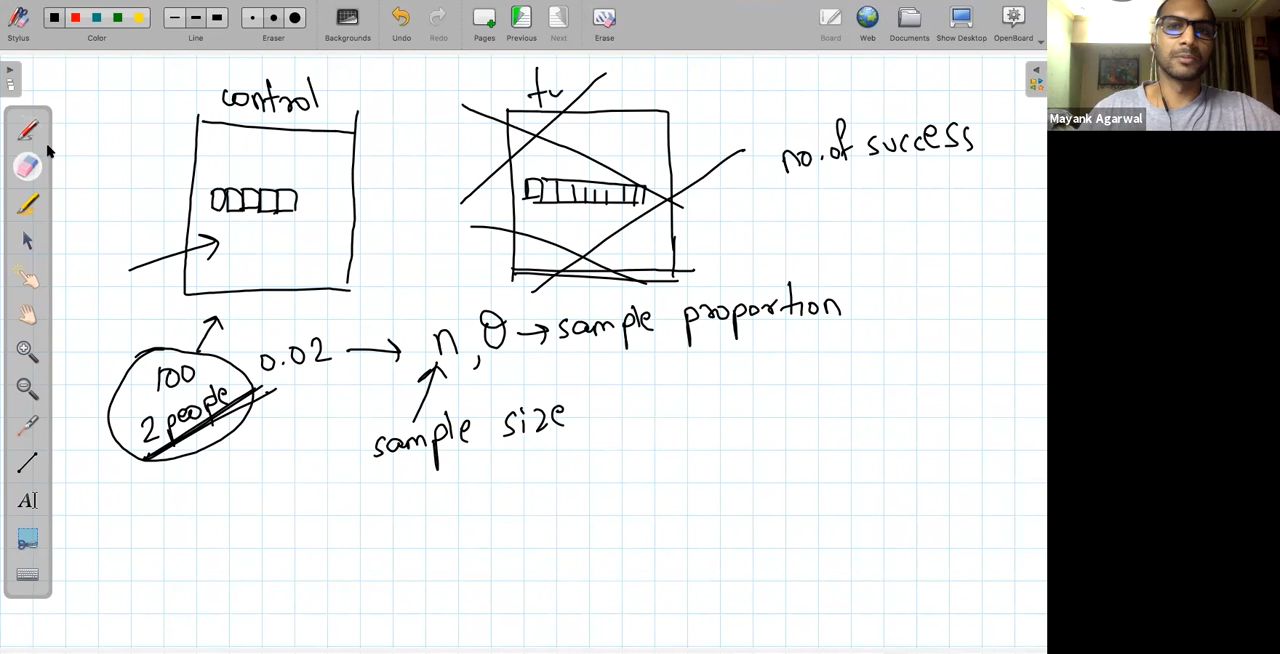 Stylus
Color
Line
Eraser
Backgrounds
Undo
Redo
Pages
Previous
Next
Erase
Board
Web
Documents
Show Desktop
OpenBoard
Mayank Agarwal
control
no. of success
n, θ → sample proportion
0.02 →
100
2 people
sample size
AI